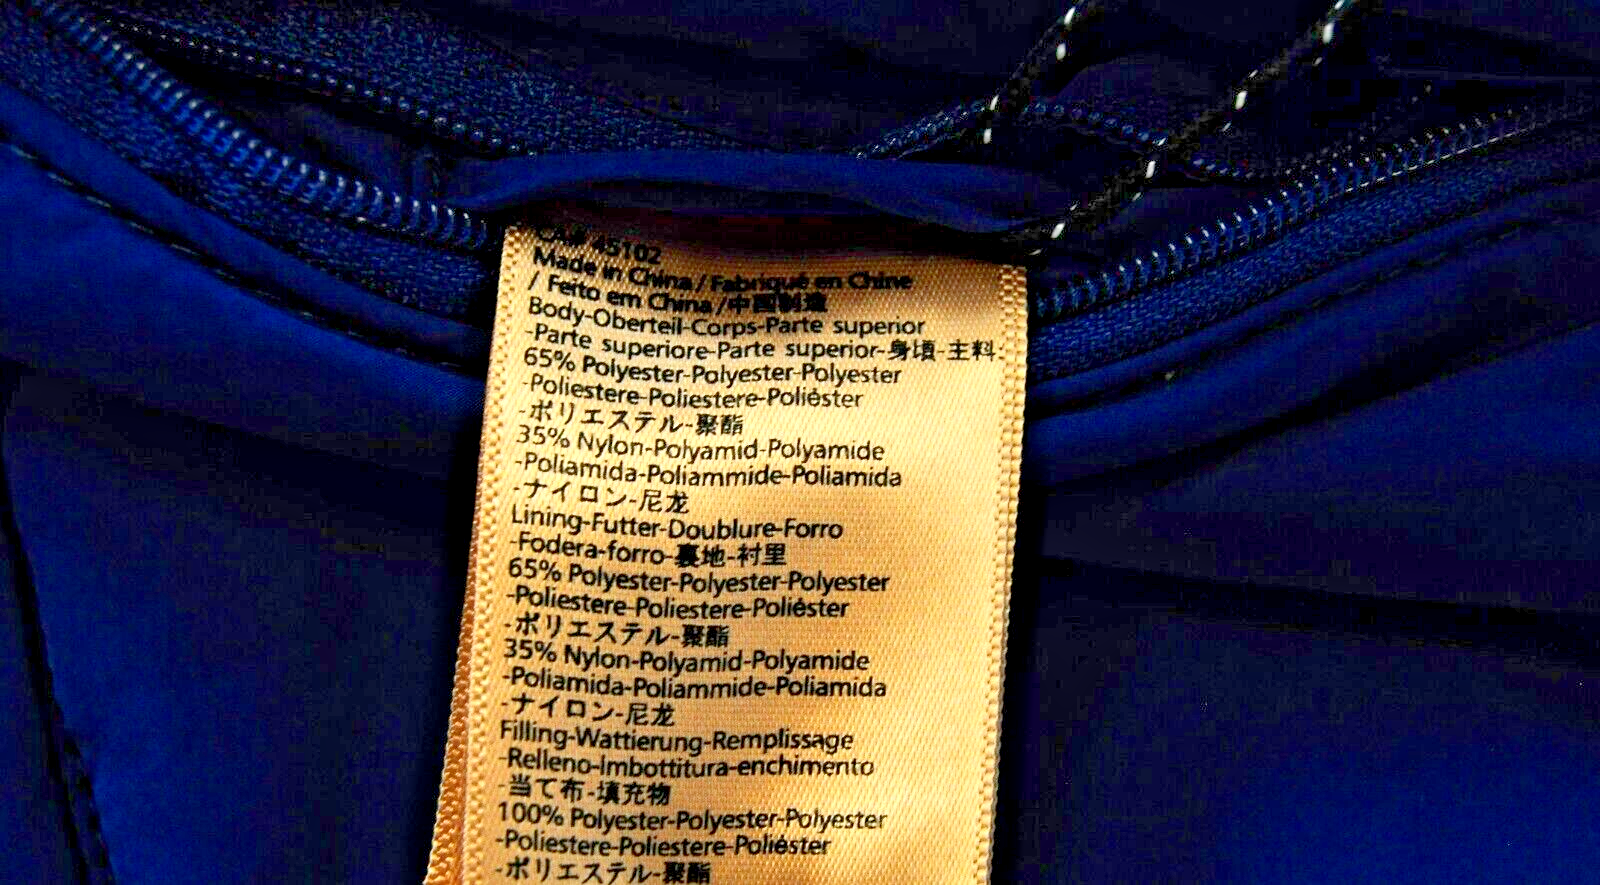 CA# 45102
Made in China / Fabriqué en Chine
/ Feito em China /中国制造
Body-Oberteil-Corps-Parte superior
-Parte superiore-Parte superior-身頃-主料:
65% Polyester-Polyester-Polyester
-Poliestere-Poliestere-Poliéster
-ポリエステル-聚酯
35% Nylon-Polyamid-Polyamide
-Poliamida-Poliammide-Poliamida
-ナイロン-尼龙
Lining-Futter-Doublure-Forro
-Fodera-forro-裏地-衬里
65% Polyester-Polyester-Polyester
-Poliestere-Poliestere-Poliéster
-ポリエステル-聚酯
35% Nylon-Polyamid-Polyamide
-Poliamida-Poliammide-Poliamida
-ナイロン-尼龙
Filling-Wattierung-Remplissage
-Relleno-Imbottitura-enchimento
-当て布-填充物
100% Polyester-Polyester-Polyester
-Poliestere-Poliestere-Poliéster
-ポリエステル-聚酯